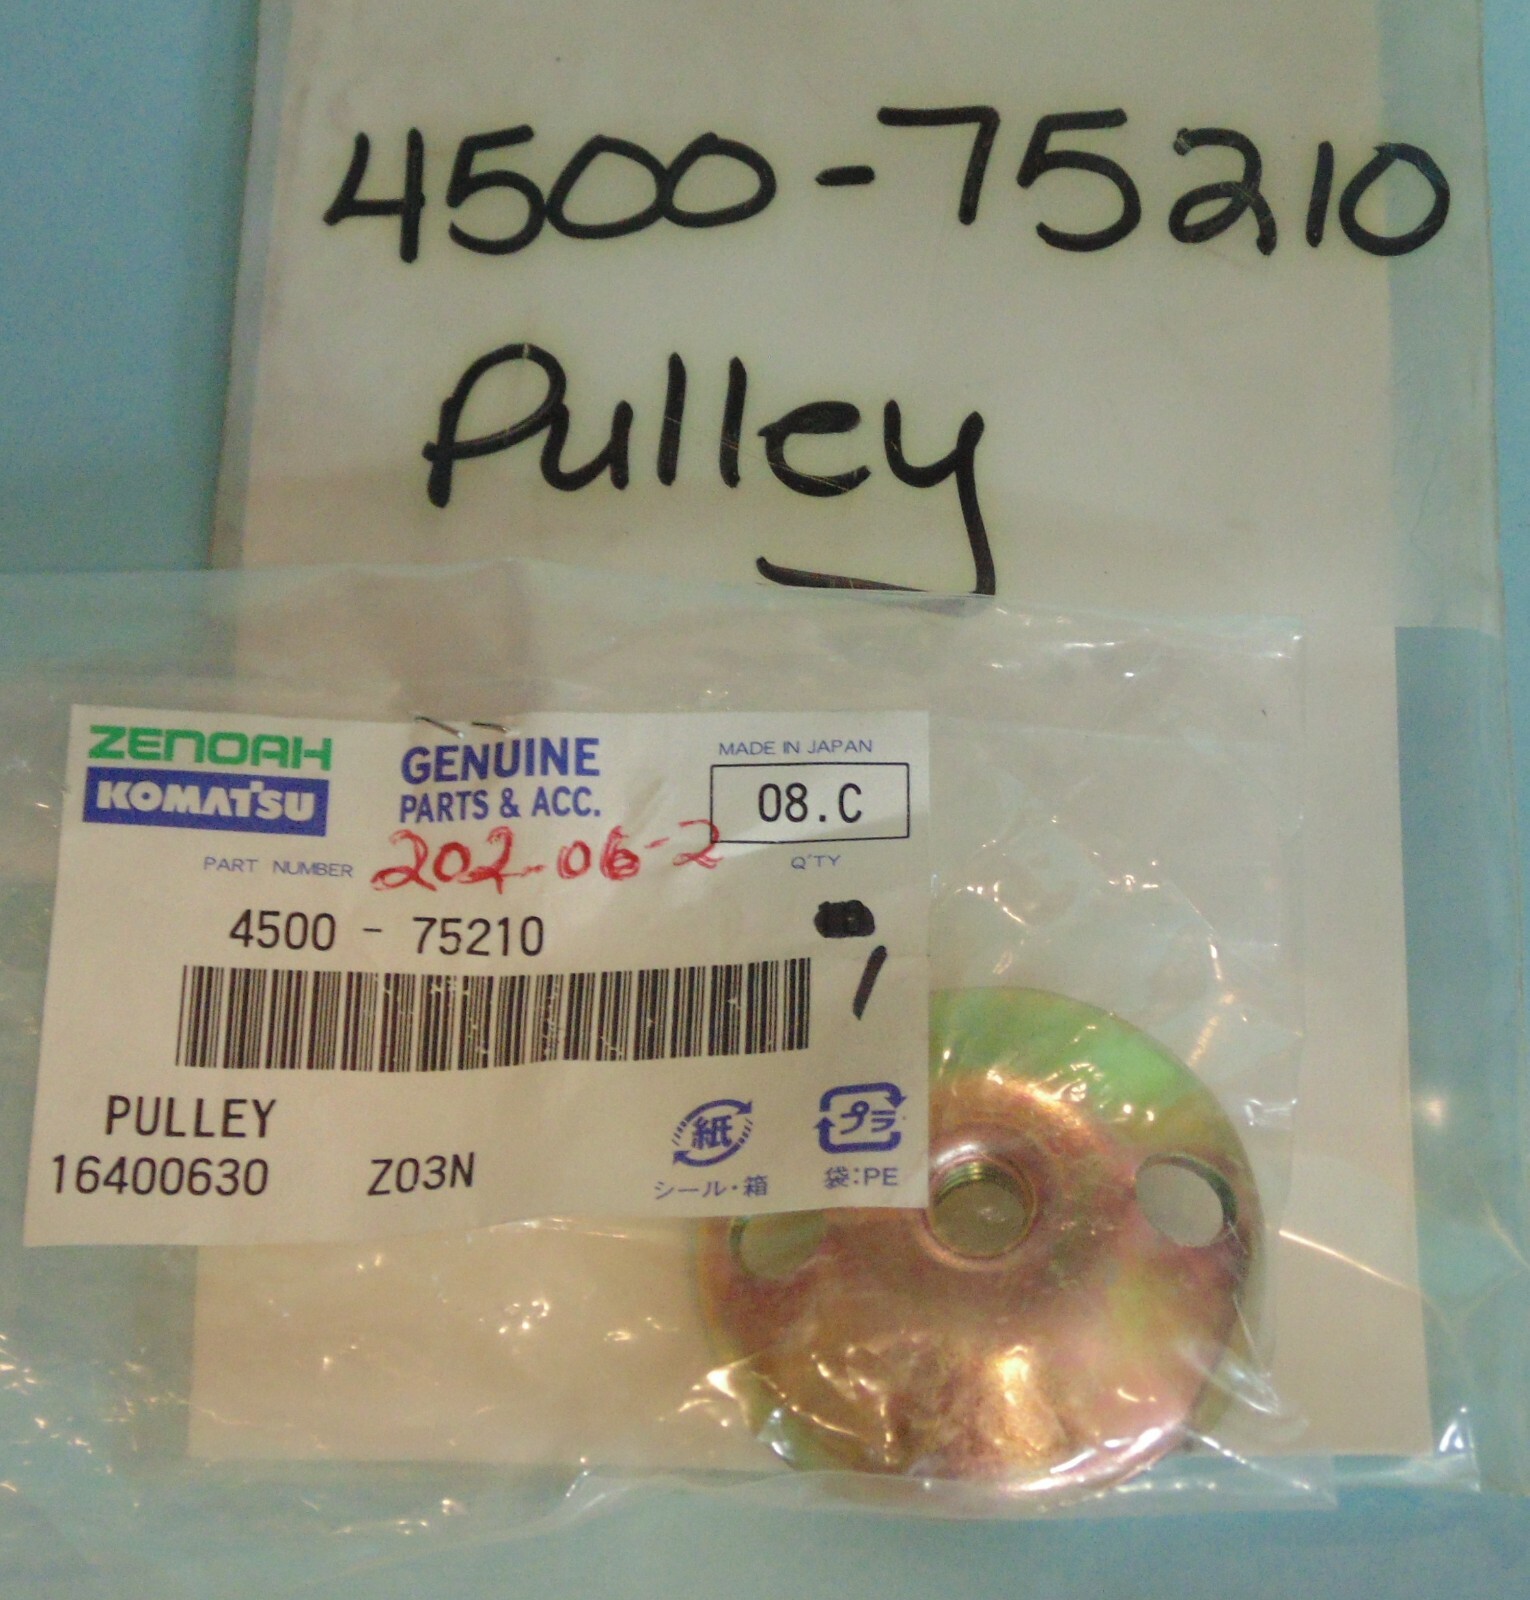 4500-75210
Pulley
ZENOAH
KOMATSU
GENUINE
PARTS & ACC.
MADE IN JAPAN
08.C
PART NUMBER
202-06-2
Q'TY
4500 - 75210
1
PULLEY
16400630 Z03N
紙
シール・箱
プラ
袋:PE